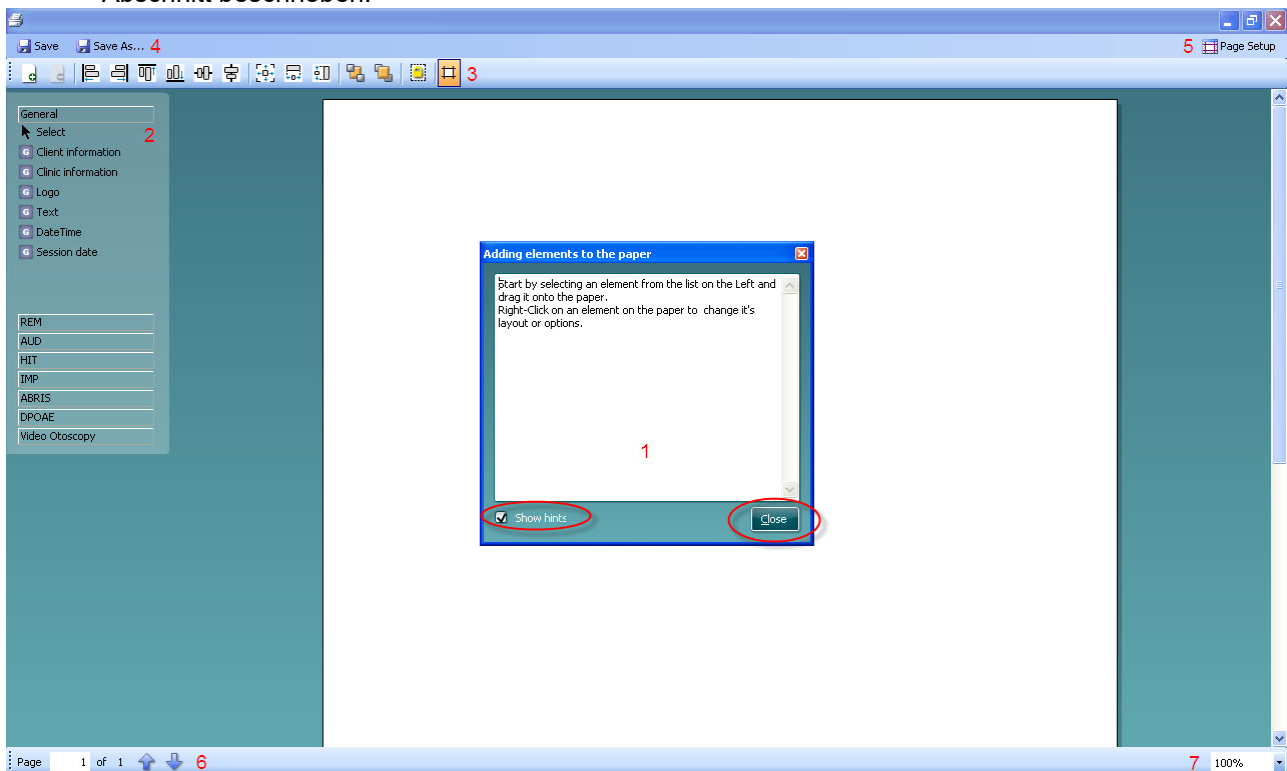 Abschnitt beschrieben.
Save Save As... 4 5 Page Setup
3
General
Select
2
Client information
Clinic information
G Logo
G Text
G DateTime
G Session date
REM
AUD
HIT
IMP
ABRIS
DPOAE
Video Otoscopy
Adding elements to the paper
Start by selecting an element from the list on the Left and
drag it onto the paper.
Right-Click on an element on the paper to change it's
layout or options.
1
Show hints Close
Page 1 of 1 6 7 100%